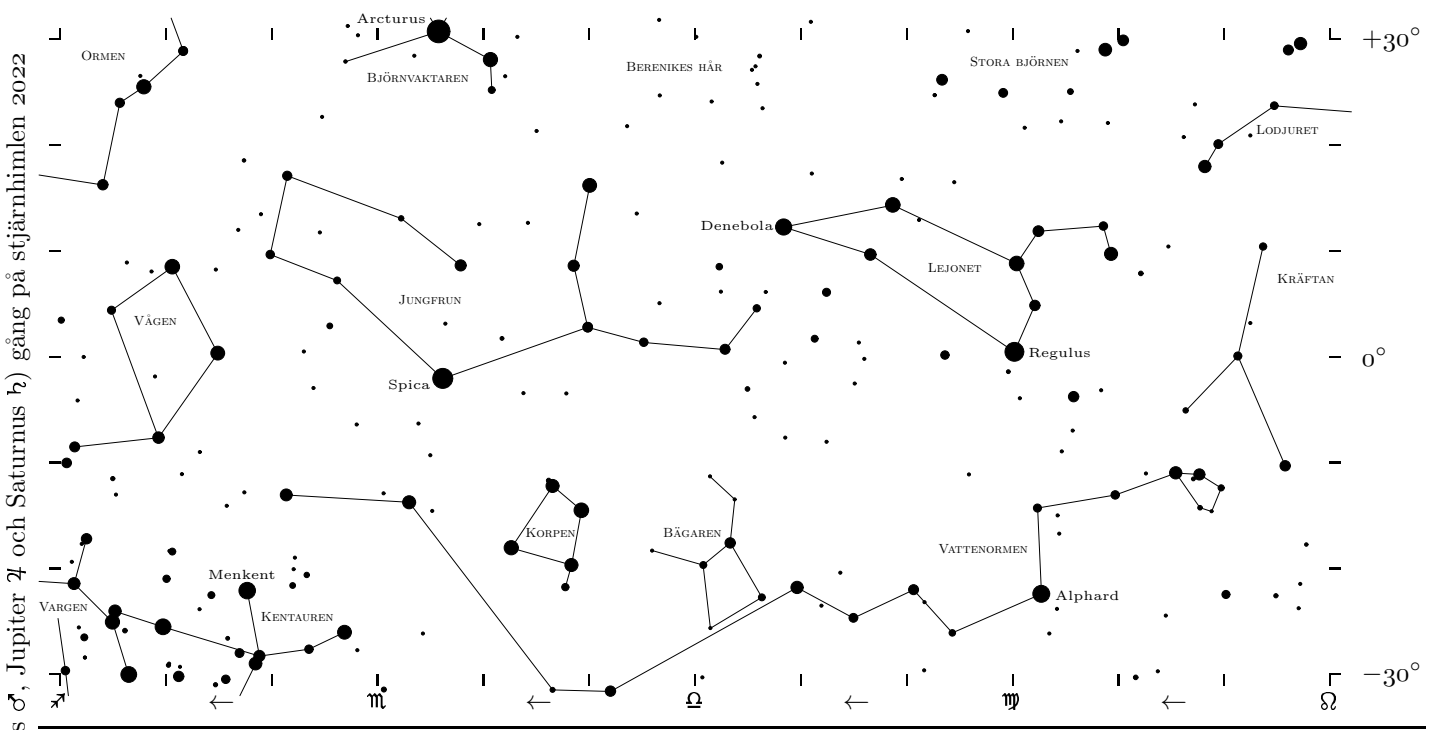 s ♂, Jupiter ♃ och Saturnus ♄) gång på stjärnhimlen 2022
Arcturus
+30°
Ormen
Björnvaktaren
Berenikes hår
Stora björnen
Lodjuret
Denebola
Lejonet
Kräftan
Jungfrun
Vågen
Spica
Regulus
0°
Korpen
Bägaren
Vattenormen
Menkent
Alphard
Vargen
Kentauren
−30°
♐ ← ♏ ← ♎ ← ♍ ← ♌